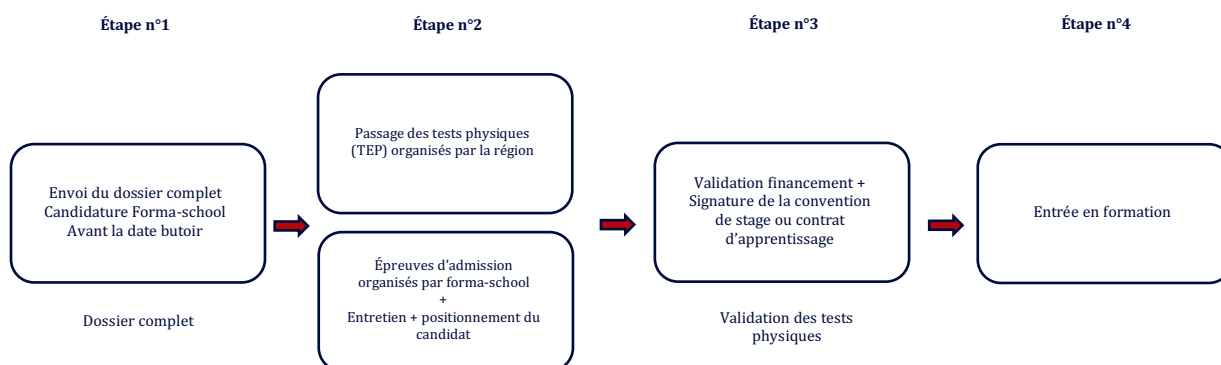 Étape n°1
Étape n°2
Étape n°3
Étape n°4
Envoi du dossier complet
Candidature Forma-school
Avant la date butoir
Dossier complet
Passage des tests physiques
(TEP) organisés par la région
Épreuves d'admission
organisés par forma-school
+
Entretien + positionnement du
candidat
Validation financement +
Signature de la convention
de stage ou contrat
d'apprentissage
Validation des tests
physiques
Entrée en formation